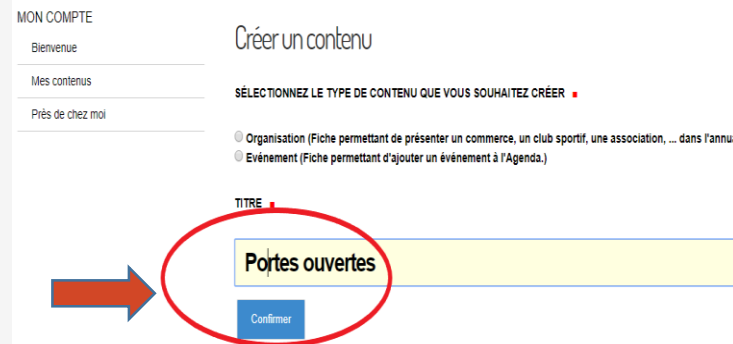 MON COMPTE
Bienvenue
Mes contenus
Près de chez moi
Créer un contenu
SÉLECTIONNEZ LE TYPE DE CONTENU QUE VOUS SOUHAITEZ CRÉER
Organisation (Fiche permettant de présenter un commerce, un club sportif, une association, ... dans l'annu
Evénement (Fiche permettant d'ajouter un événement à l'Agenda.)
TITRE
Portes ouvertes
Confirmer